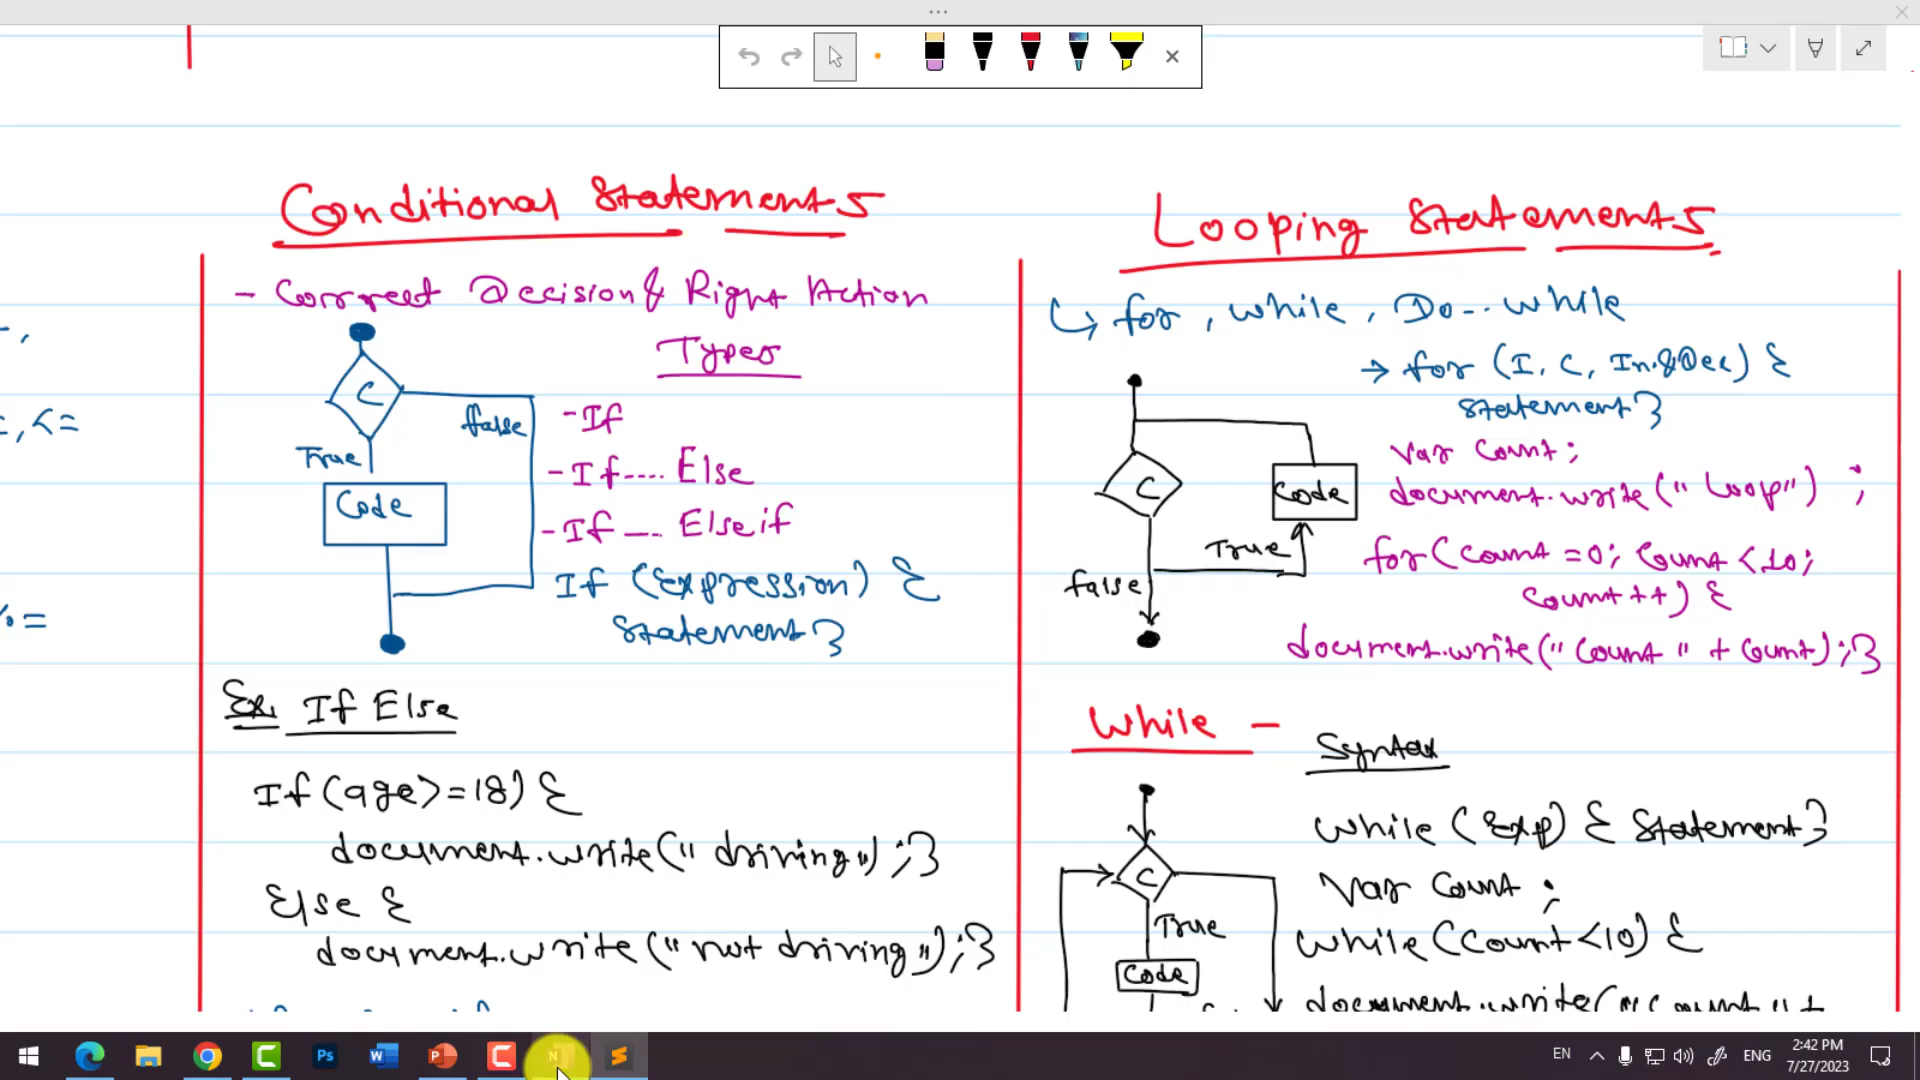 Conditional Statements
- Correct Decision & Right Action
Types
C
false
True
Code
- If
- If.... Else
- If .... Else if
If (Expression) {
Statement }
Ex. If Else
If (age>=18) {
document.write("driving");}
Else {
document.write("not driving");}
, <=
%=
Looping Statements
for, while, Do...while
→ for (I, C, In.&Dec) {
Statement }
C
Code
True
false
Var Count;
document.write("Loop");
for(Count=0; Count<10;
Count++) {
document.write("Count" + Count);}
While -
Syntax
While (Exp) { Statement }
C
True
Code
Var Count;
While (Count<10) {
document.write("Count" +
EN
ENG
2:42 PM
7/27/2023